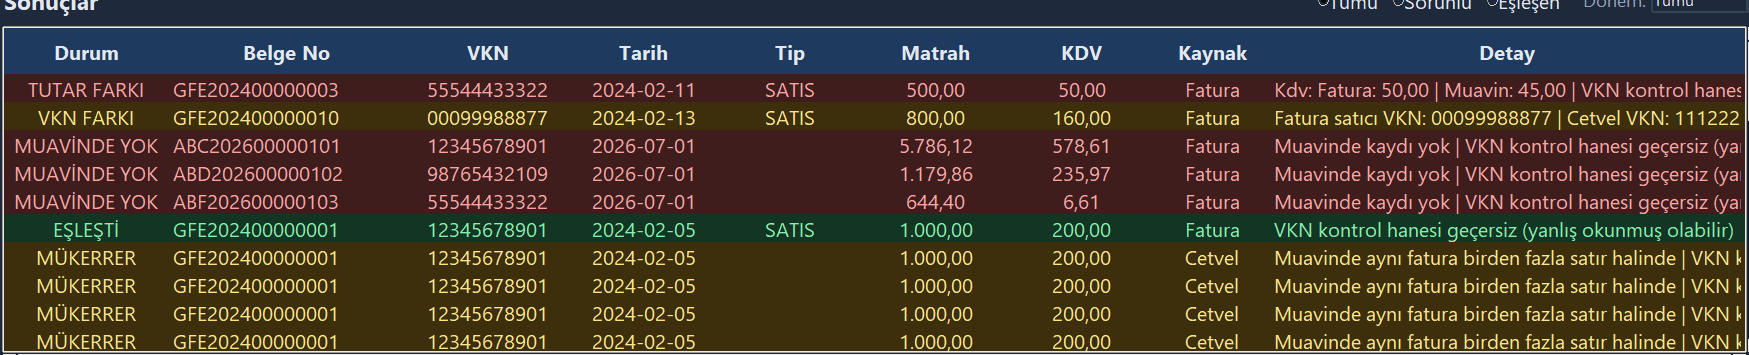 Sonuçlar Tümü Sorunlu Eşleşen Dönem: Tümü
Durum Belge No VKN Tarih Tip Matrah KDV Kaynak Detay
TUTAR FARKI GFE202400000003 55544433322 2024-02-11 SATIS 500,00 50,00 Fatura Kdv: Fatura: 50,00 | Muavin: 45,00 | VKN kontrol hanes
VKN FARKI GFE202400000010 00099988877 2024-02-13 SATIS 800,00 160,00 Fatura Fatura satıcı VKN: 00099988877 | Cetvel VKN: 111222
MUAVİNDE YOK ABC202600000101 12345678901 2026-07-01 5.786,12 578,61 Fatura Muavinde kaydı yok | VKN kontrol hanesi geçersiz (yan
MUAVİNDE YOK ABD202600000102 98765432109 2026-07-01 1.179,86 235,97 Fatura Muavinde kaydı yok | VKN kontrol hanesi geçersiz (yan
MUAVİNDE YOK ABF202600000103 55544433322 2026-07-01 644,40 6,61 Fatura Muavinde kaydı yok | VKN kontrol hanesi geçersiz (yan
EŞLEŞTİ GFE202400000001 12345678901 2024-02-05 SATIS 1.000,00 200,00 Fatura VKN kontrol hanesi geçersiz (yanlış okunmuş olabilir)
MÜKERRER GFE202400000001 12345678901 2024-02-05 1.000,00 200,00 Cetvel Muavinde aynı fatura birden fazla satır halinde | VKN k
MÜKERRER GFE202400000001 12345678901 2024-02-05 1.000,00 200,00 Cetvel Muavinde aynı fatura birden fazla satır halinde | VKN k
MÜKERRER GFE202400000001 12345678901 2024-02-05 1.000,00 200,00 Cetvel Muavinde aynı fatura birden fazla satır halinde | VKN k
MÜKERRER GFE202400000001 12345678901 2024-02-05 1.000,00 200,00 Cetvel Muavinde aynı fatura birden fazla satır halinde | VKN k